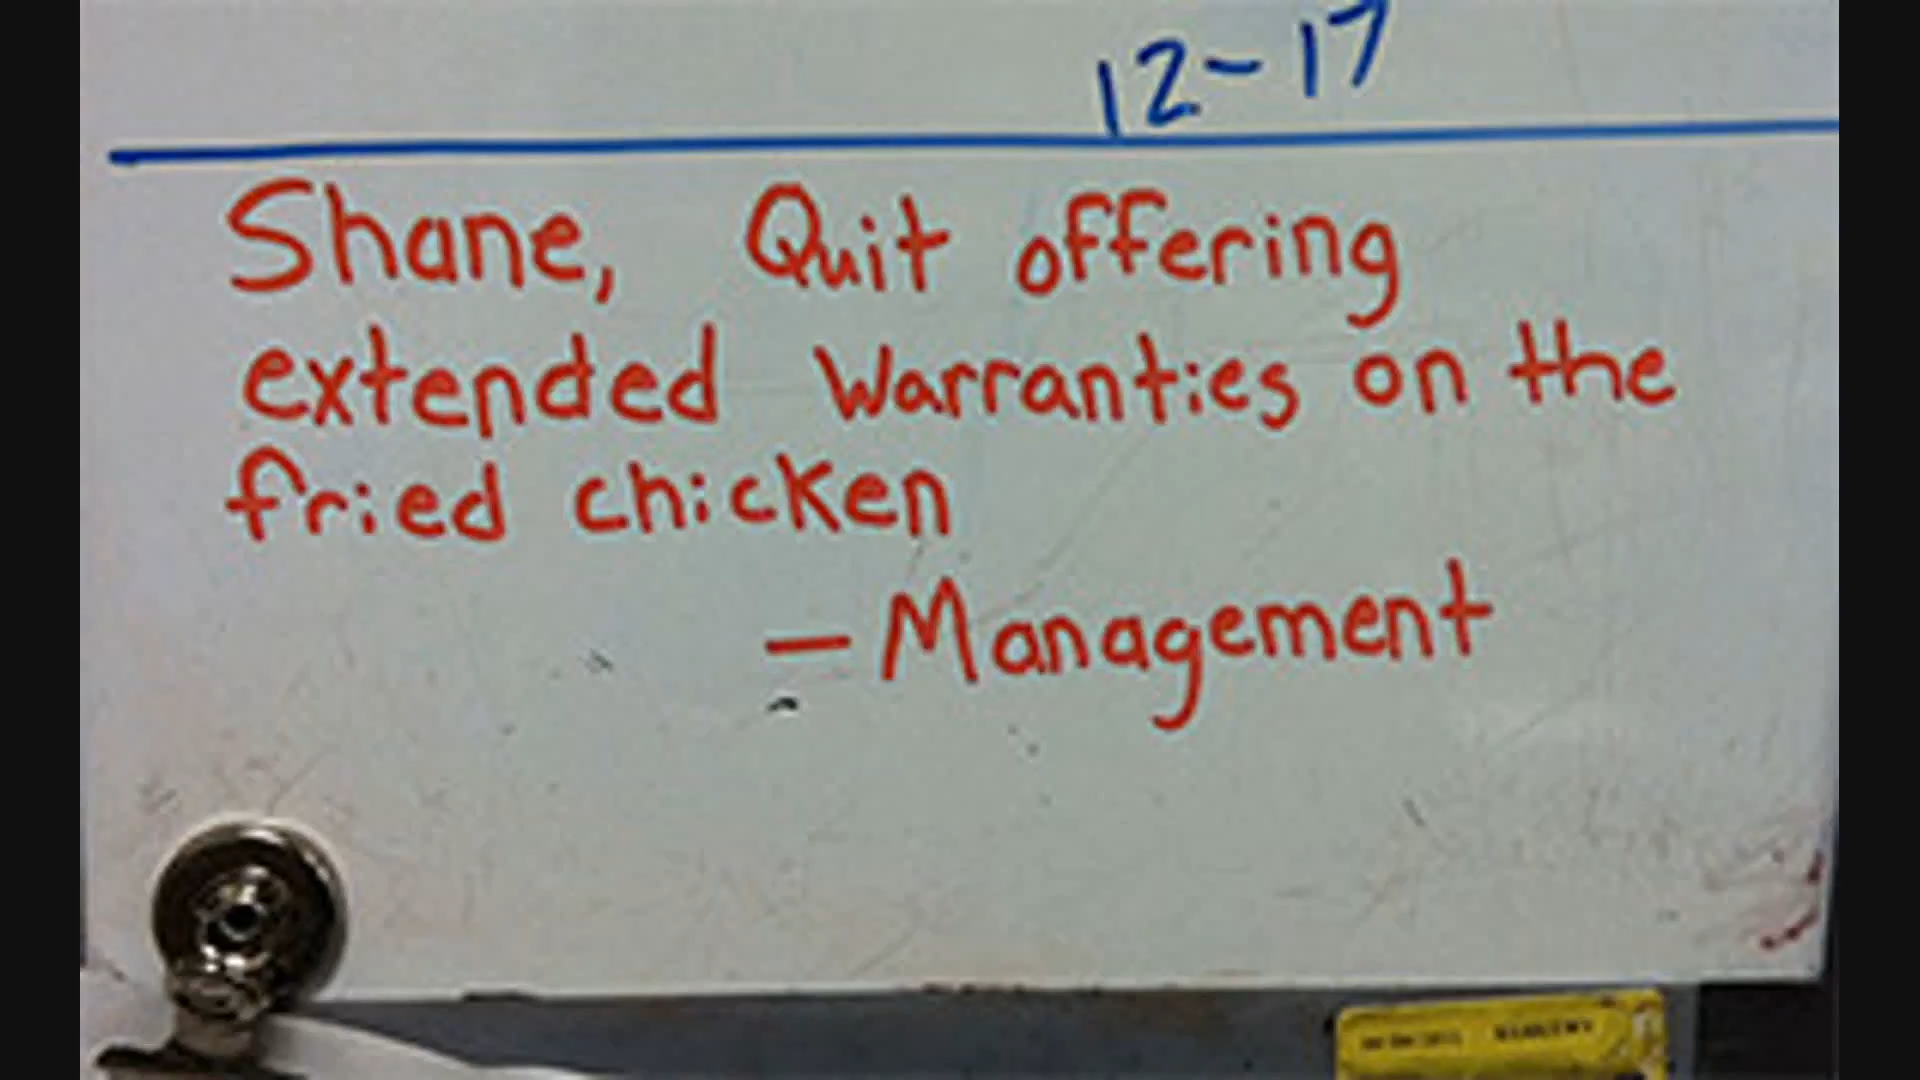 12-17
Shane, Quit offering
extended warranties on the
fried chicken
- Management